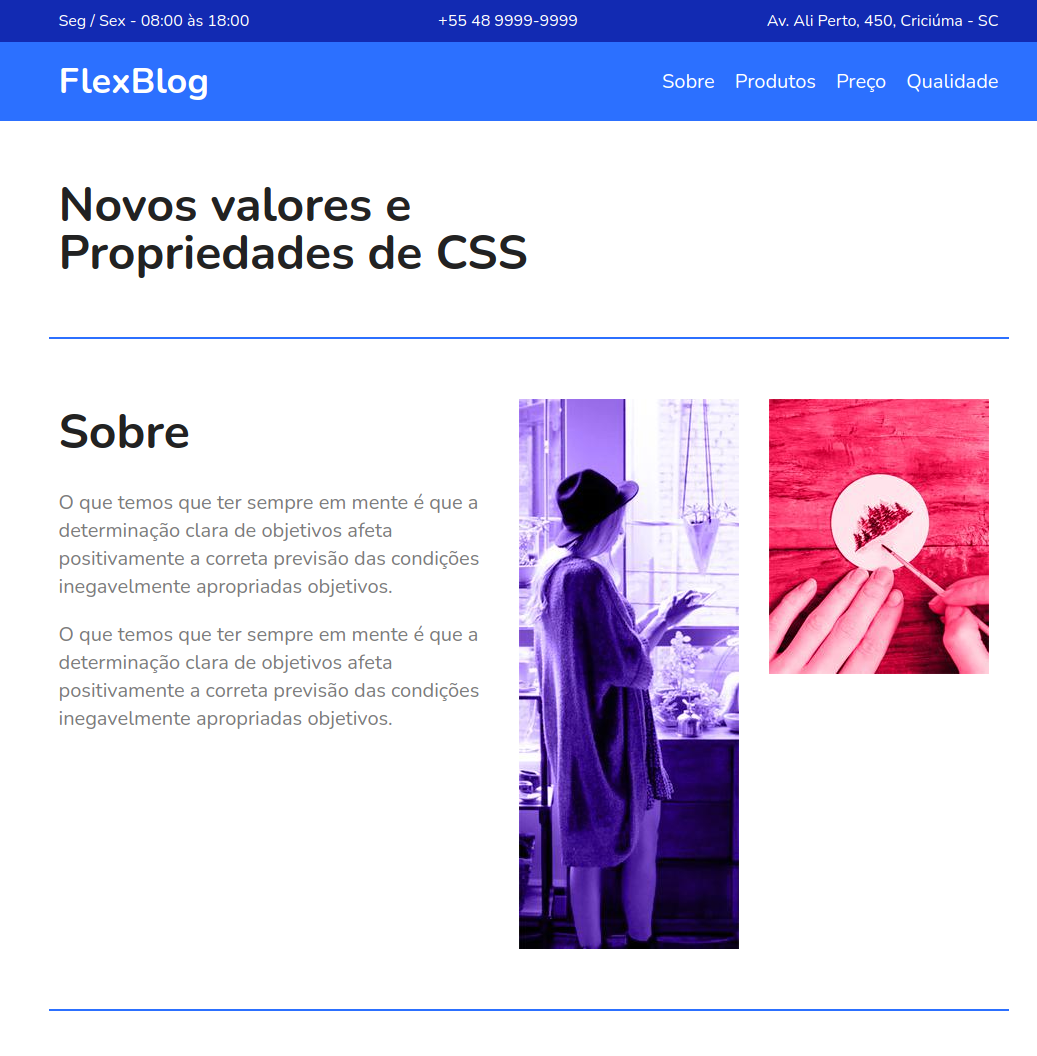 Seg / Sex - 08:00 às 18:00
+55 48 9999-9999
Av. Ali Perto, 450, Criciúma - SC
FlexBlog
Sobre
Produtos
Preço
Qualidade
Novos valores e
Propriedades de CSS
Sobre
O que temos que ter sempre em mente é que a
determinação clara de objetivos afeta
positivamente a correta previsão das condições
inegavelmente apropriadas objetivos.
O que temos que ter sempre em mente é que a
determinação clara de objetivos afeta
positivamente a correta previsão das condições
inegavelmente apropriadas objetivos.